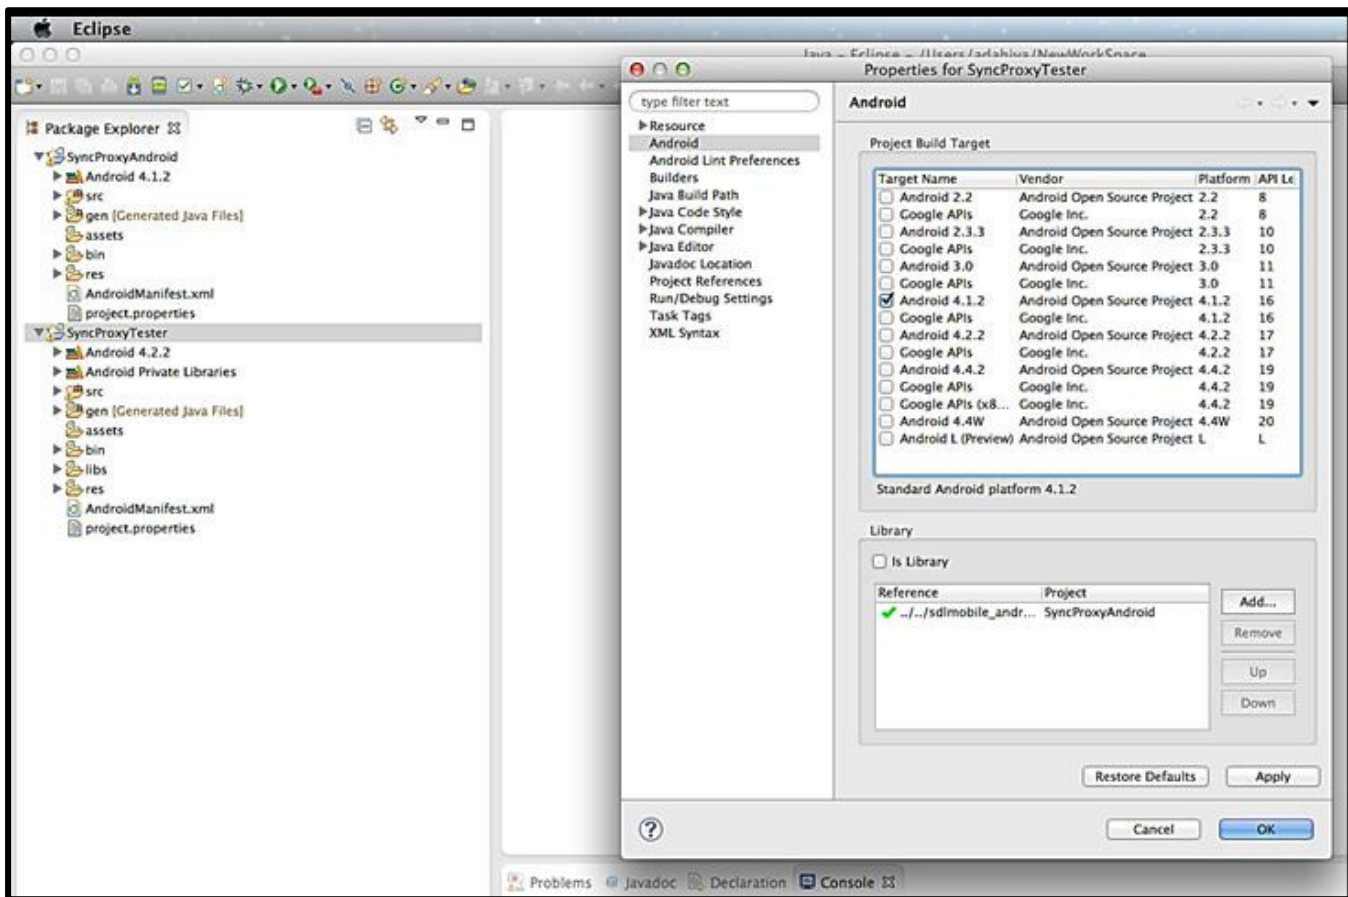 Eclipse
Java – Eclipse – /Users/adahiya/NewWorkSpace
Package Explorer
SyncProxyAndroid
Android 4.1.2
src
gen [Generated Java Files]
assets
bin
res
AndroidManifest.xml
project.properties
SyncProxyTester
Android 4.2.2
Android Private Libraries
src
gen [Generated Java Files]
assets
bin
libs
res
AndroidManifest.xml
project.properties
Properties for SyncProxyTester
type filter text
Resource
Android
Android Lint Preferences
Builders
Java Build Path
Java Code Style
Java Compiler
Java Editor
Javadoc Location
Project References
Run/Debug Settings
Task Tags
XML Syntax
Android
Project Build Target
Target Name Vendor Platform API Le
Android 2.2 Android Open Source Project 2.2 8
Google APIs Google Inc. 2.2 8
Android 2.3.3 Android Open Source Project 2.3.3 10
Google APIs Google Inc. 2.3.3 10
Android 3.0 Android Open Source Project 3.0 11
Google APIs Google Inc. 3.0 11
Android 4.1.2 Android Open Source Project 4.1.2 16
Google APIs Google Inc. 4.1.2 16
Android 4.2.2 Android Open Source Project 4.2.2 17
Google APIs Google Inc. 4.2.2 17
Android 4.4.2 Android Open Source Project 4.4.2 19
Google APIs Google Inc. 4.4.2 19
Google APIs (x8... Google Inc. 4.4.2 19
Android 4.4W Android Open Source Project 4.4W 20
Android L (Preview) Android Open Source Project L L
Standard Android platform 4.1.2
Library
Is Library
Reference Project
../../sdlmobile_andr... SyncProxyAndroid
Add...
Remove
Up
Down
Restore Defaults Apply
? Cancel OK
Problems Javadoc Declaration Console